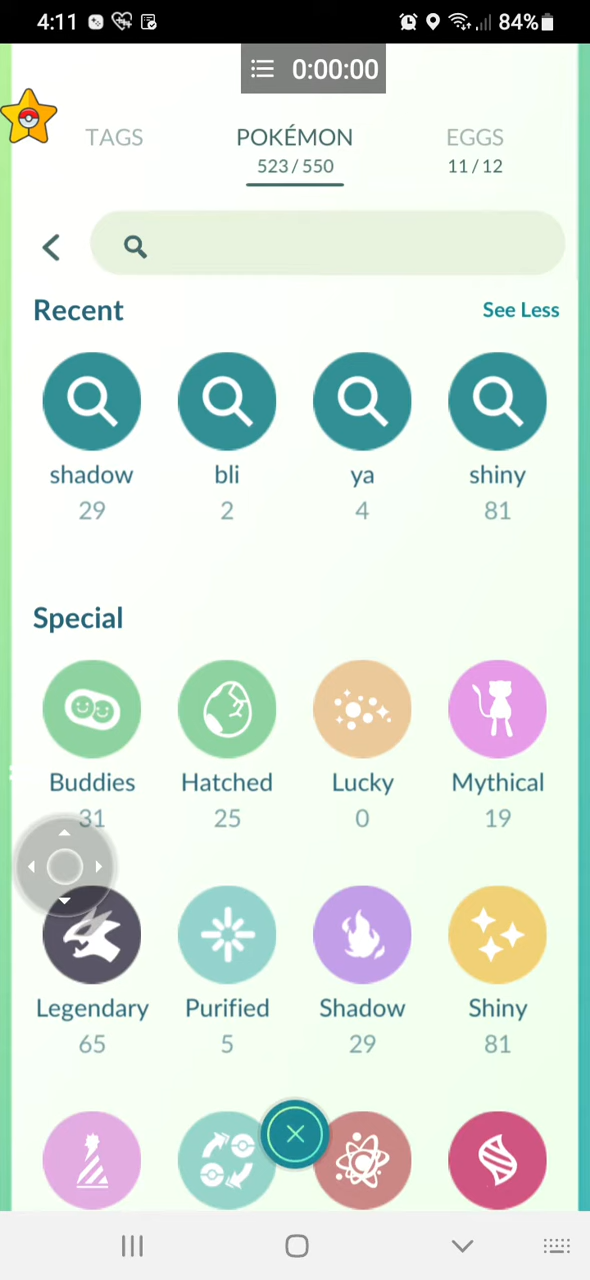 4:11 84%
0:00:00
TAGS POKÉMON EGGS
523/550 11/12
Recent See Less
shadow bli ya shiny
29 2 4 81
Special
Buddies Hatched Lucky Mythical
31 25 0 19
Legendary Purified Shadow Shiny
65 5 29 81